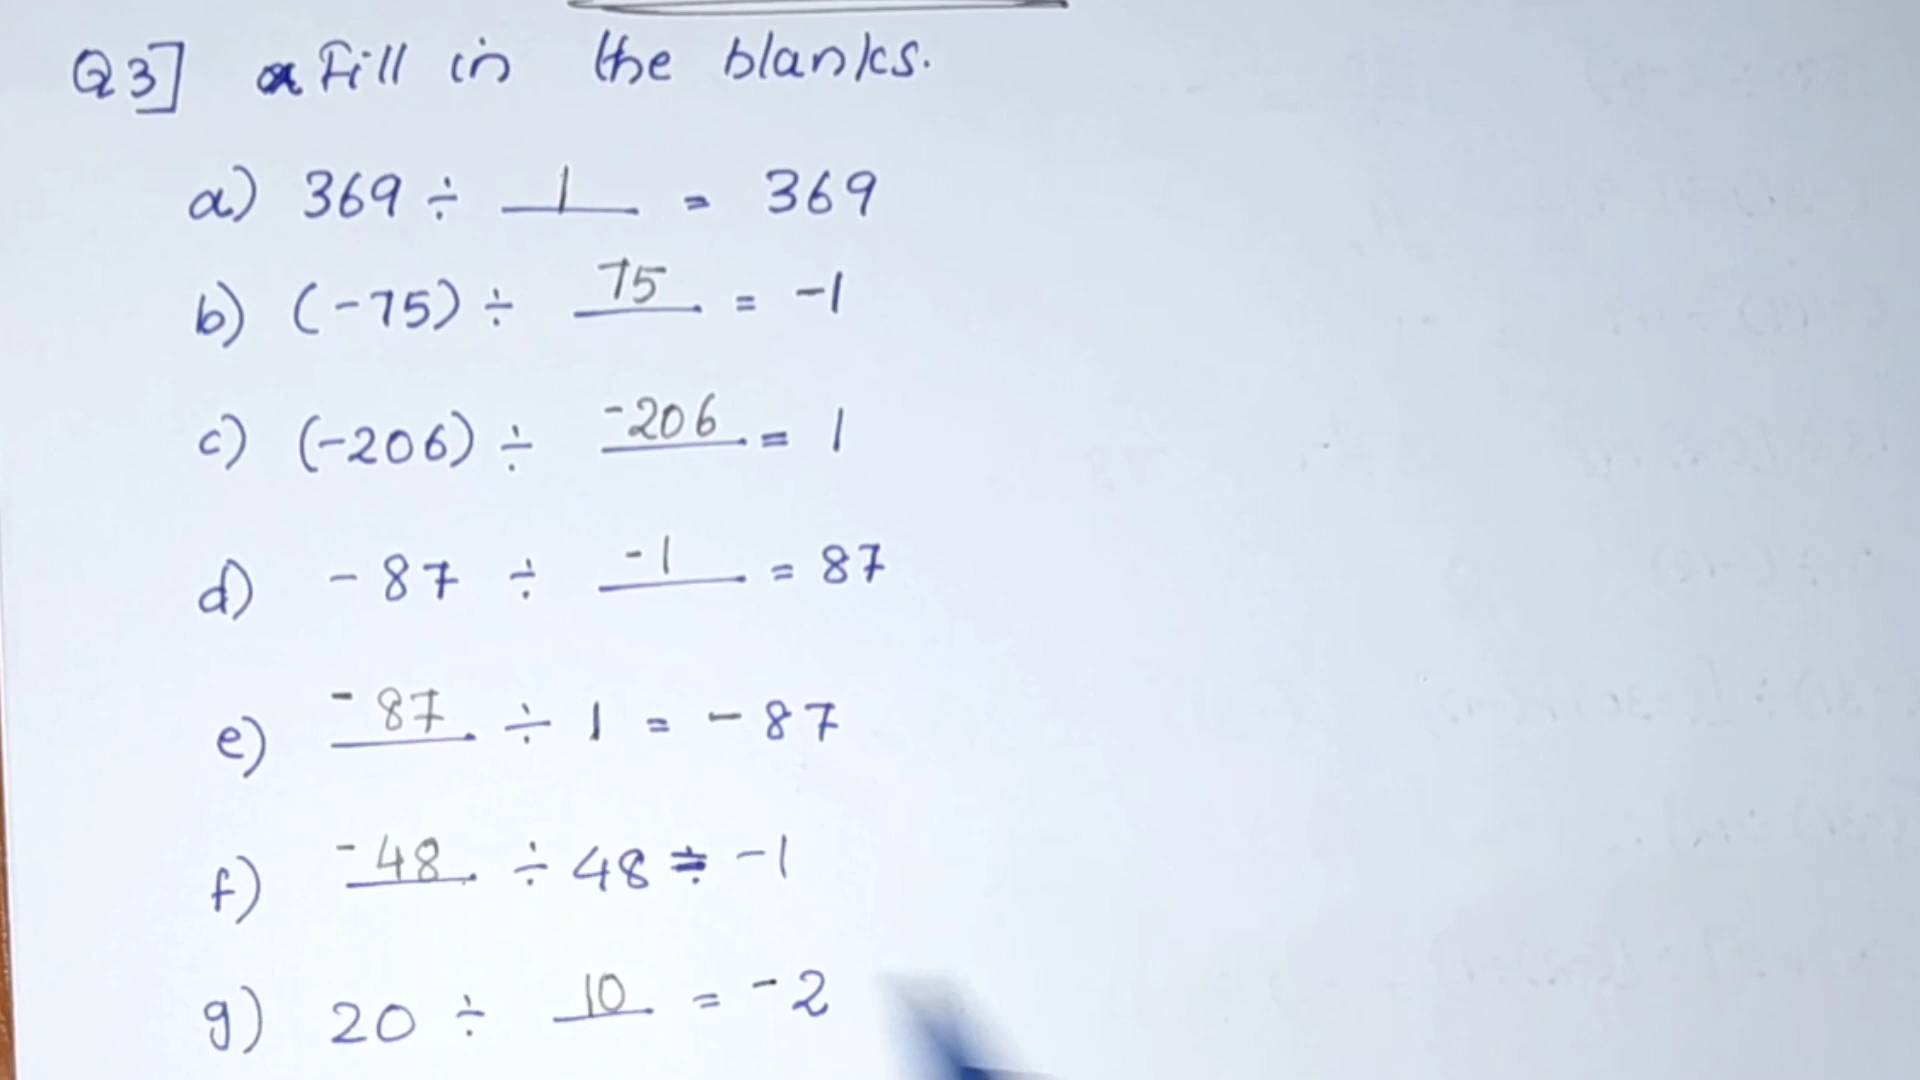 Q3] Fill in the blanks.
a) 369 ÷ 1 = 369
b) (-75) ÷ 75 = -1
c) (-206) ÷ -206 = 1
d) -87 ÷ -1 = 87
e) -87 ÷ 1 = -87
f) -48 ÷ 48 = -1
g) 20 ÷ 10 = -2